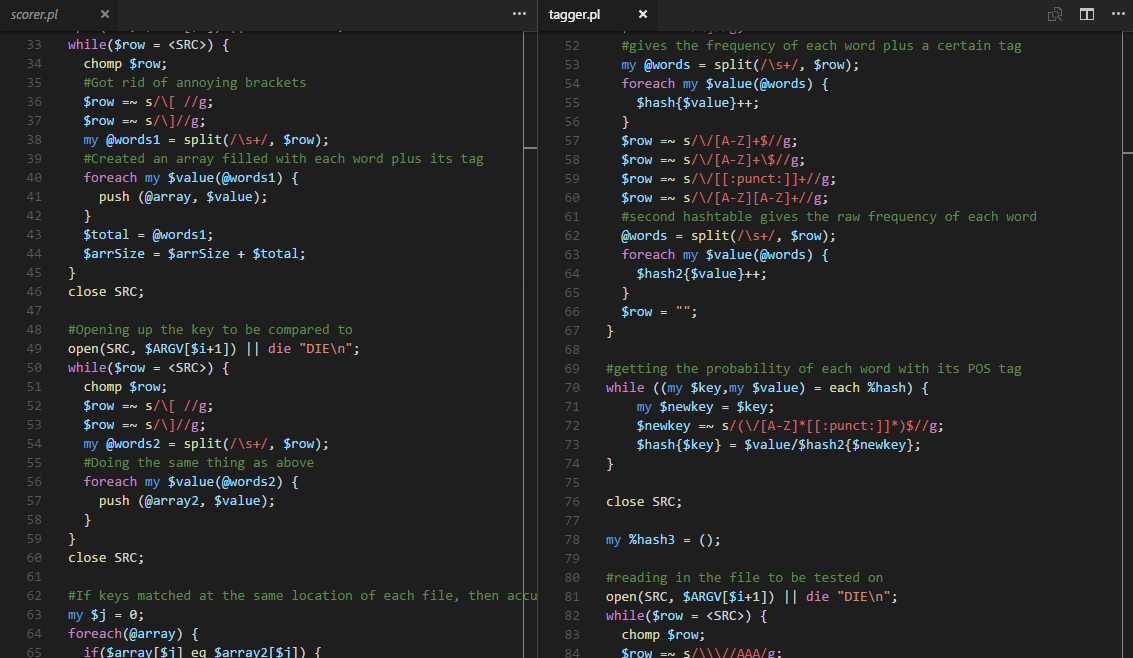 scorer.pl
33 while($row = <SRC>) {
34 chomp $row;
35 #Got rid of annoying brackets
36 $row =~ s/\[ //g;
37 $row =~ s/\]//g;
38 my @words1 = split(/\s+/, $row);
39 #Created an array filled with each word plus its tag
40 foreach my $value(@words1) {
41 push (@array, $value);
42 }
43 $total = @words1;
44 $arrSize = $arrSize + $total;
45 }
46 close SRC;
47
48 #Opening up the key to be compared to
49 open(SRC, $ARGV[$i+1]) || die "DIE\n";
50 while($row = <SRC>) {
51 chomp $row;
52 $row =~ s/\[ //g;
53 $row =~ s/\]//g;
54 my @words2 = split(/\s+/, $row);
55 #Doing the same thing as above
56 foreach my $value(@words2) {
57 push (@array2, $value);
58 }
59 }
60 close SRC;
61
62 #If keys matched at the same location of each file, then accu
63 my $j = 0;
64 foreach(@array) {
65 if($array[$j] eq $array2[$j]) {
tagger.pl
52 #gives the frequency of each word plus a certain tag
53 my @words = split(/\s+/, $row);
54 foreach my $value(@words) {
55 $hash{$value}++;
56 }
57 $row =~ s/\/[A-Z]+$//g;
58 $row =~ s/\/[A-Z]+\$//g;
59 $row =~ s/\/[[:punct:]]+//g;
60 $row =~ s/\/[A-Z][A-Z]+//g;
61 #second hashtable gives the raw frequency of each word
62 @words = split(/\s+/, $row);
63 foreach my $value(@words) {
64 $hash2{$value}++;
65 }
66 $row = "";
67 }
68
69 #getting the probability of each word with its POS tag
70 while ((my $key,my $value) = each %hash) {
71 my $newkey = $key;
72 $newkey =~ s/(\/[A-Z]*[[:punct:]]*)$//g;
73 $hash{$key} = $value/$hash2{$newkey};
74 }
75
76 close SRC;
77
78 my %hash3 = ();
79
80 #reading in the file to be tested on
81 open(SRC, $ARGV[$i+1]) || die "DIE\n";
82 while($row = <SRC>) {
83 chomp $row;
84 $row =~ s/\\\//AAA/g;